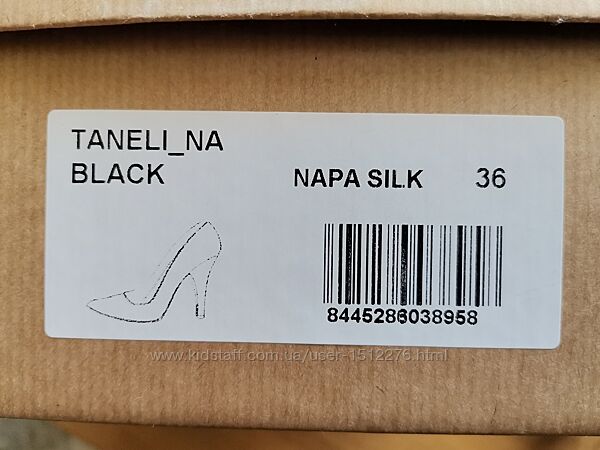 TANELI_NA
BLACK
NAPA SILK 36
8445286038958
www.kidstaff.com.ua/user-1512276.html